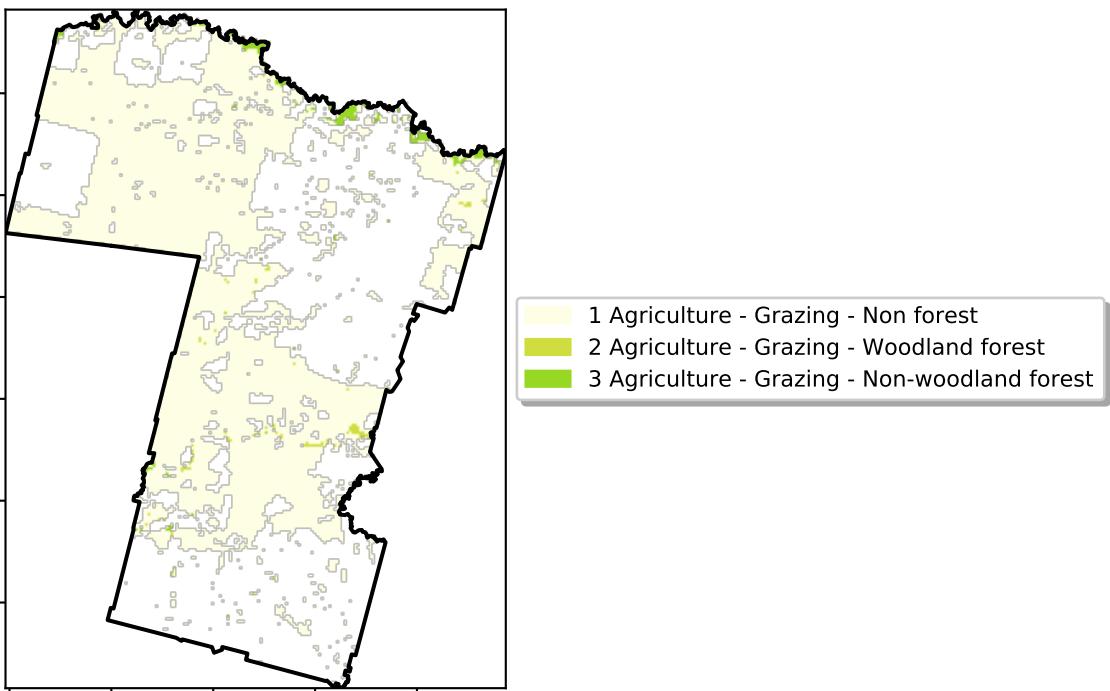 1 Agriculture - Grazing - Non forest
2 Agriculture - Grazing - Woodland forest
3 Agriculture - Grazing - Non-woodland forest